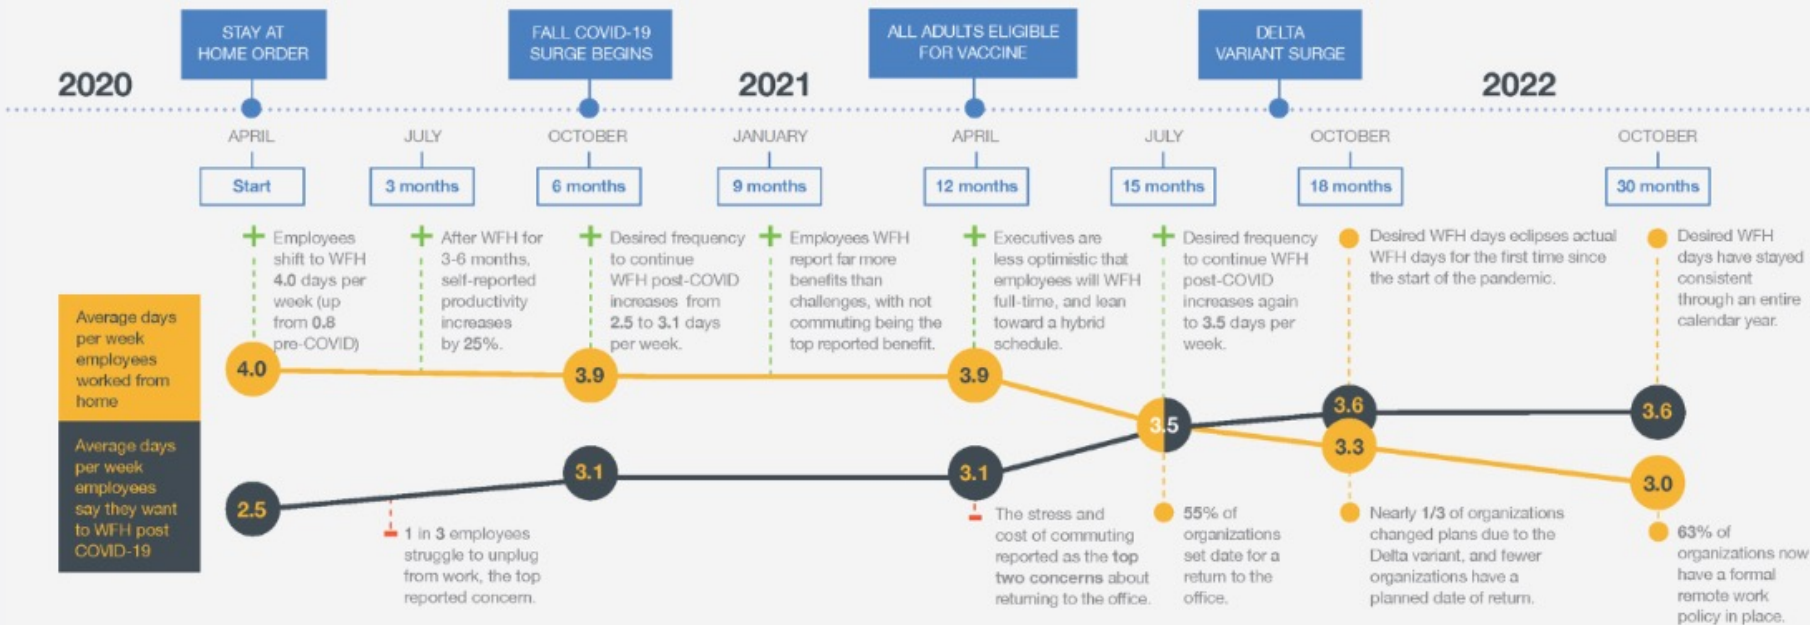 STAY AT
HOME ORDER
FALL COVID-19
SURGE BEGINS
ALL ADULTS ELIGIBLE
FOR VACCINE
DELTA
VARIANT SURGE
2020
2021
2022
APRIL
JULY
OCTOBER
JANUARY
APRIL
JULY
OCTOBER
OCTOBER
Start
3 months
6 months
9 months
12 months
15 months
18 months
30 months
Employees
shift to WFH
4.0 days per
week (up
from 0.8
pre-COVID)
After WFH for
3-6 months,
self-reported
productivity
increases
by 25%.
Desired frequency
to continue
WFH post-COVID
increases from
2.5 to 3.1 days
per week.
Employees WFH
report far more
benefits than
challenges, with not
commuting being the
top reported benefit.
Executives are
less optimistic that
employees will WFH
full-time, and lean
toward a hybrid
schedule.
Desired frequency
to continue WFH
post-COVID
increases again
to 3.5 days per
week.
Desired WFH days eclipses actual
WFH days for the first time since
the start of the pandemic.
Desired WFH
days have stayed
consistent
through an entire
calendar year.
Average days
per week
employees
worked from
home
4.0
3.9
3.9
3.5
3.6
3.3
3.6
3.0
Average days
per week
employees
say they want
to WFH post
COVID-19
2.5
3.1
3.1
1 in 3 employees
struggle to unplug
from work, the top
reported concern.
The stress and
cost of commuting
reported as the top
two concerns about
returning to the office.
55% of
organizations
set date for a
return to the
office.
Nearly 1/3 of organizations
changed plans due to the
Delta variant, and fewer
organizations have a
planned date of return.
63% of
organizations now
have a formal
remote work
policy in place.